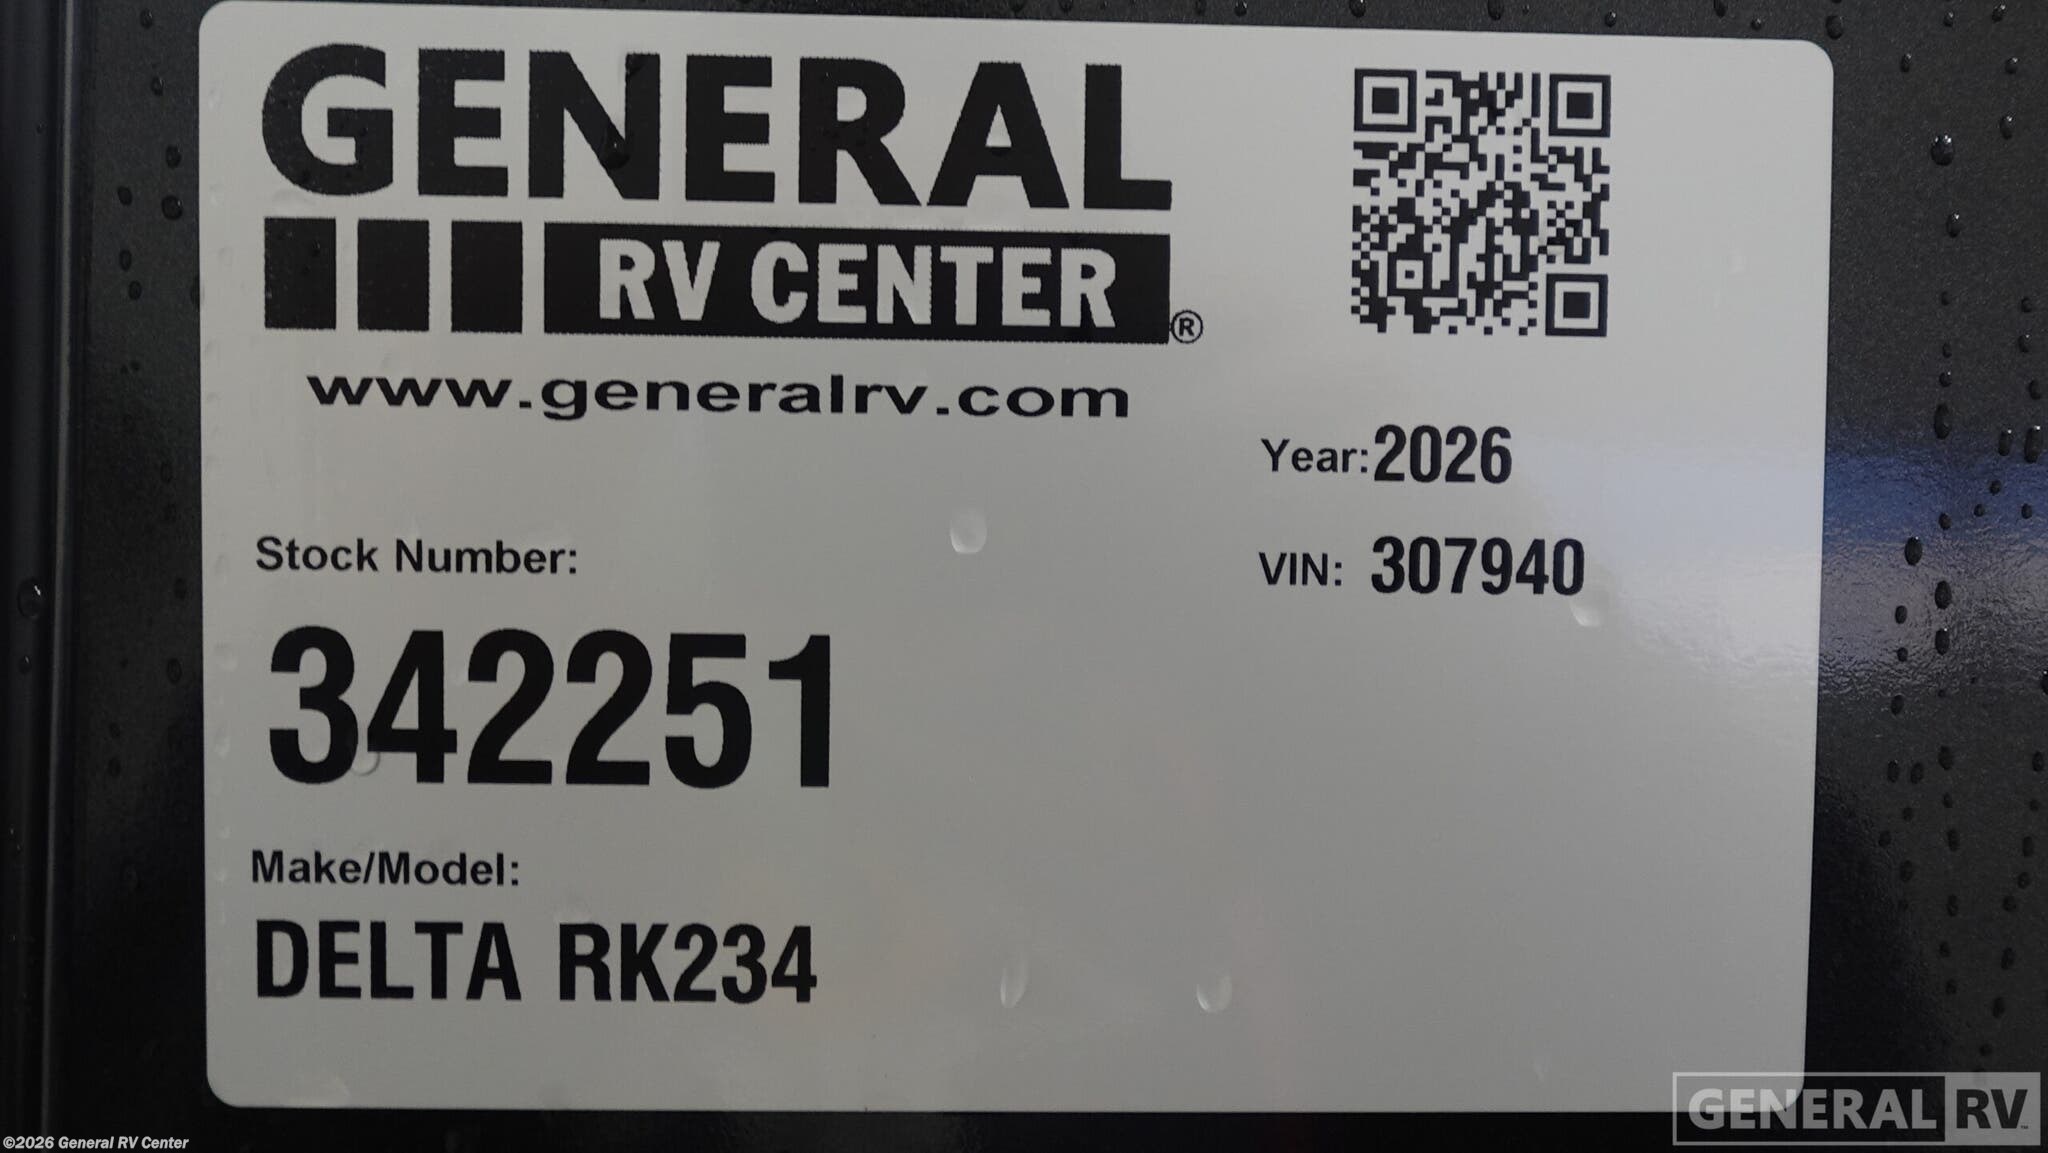 GENERAL
RV CENTER®
www.generalrv.com
Year: 2026
VIN: 307940
Stock Number:
342251
Make/Model:
DELTA RK234
GENERAL RV™
©2026 General RV Center